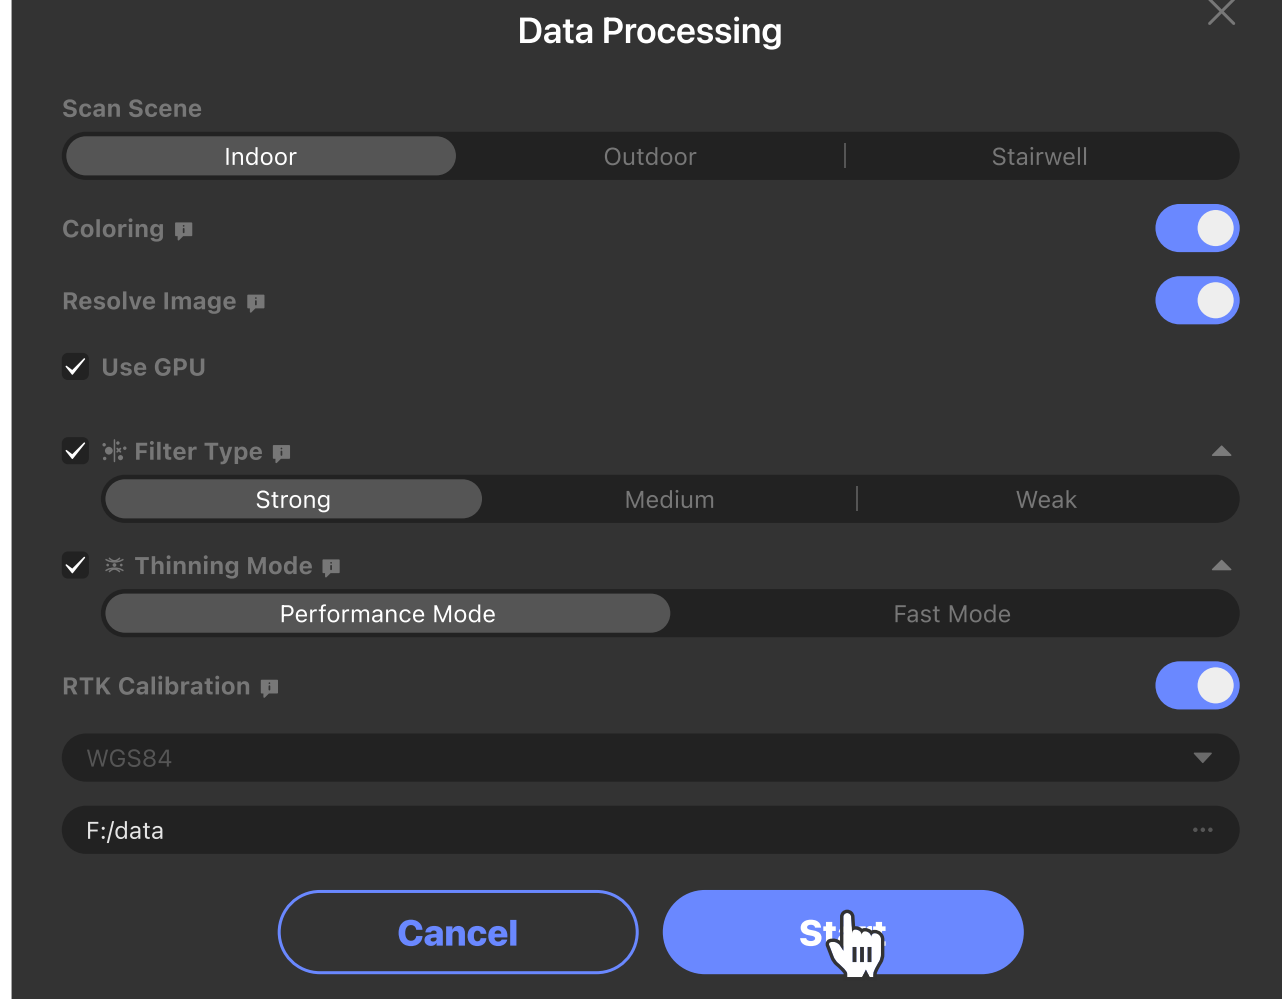 Data Processing
Scan Scene
Indoor Outdoor Stairwell
Coloring
Resolve Image
Use GPU
Filter Type
Strong Medium Weak
Thinning Mode
Performance Mode Fast Mode
RTK Calibration
WGS84
F:/data
Cancel Start